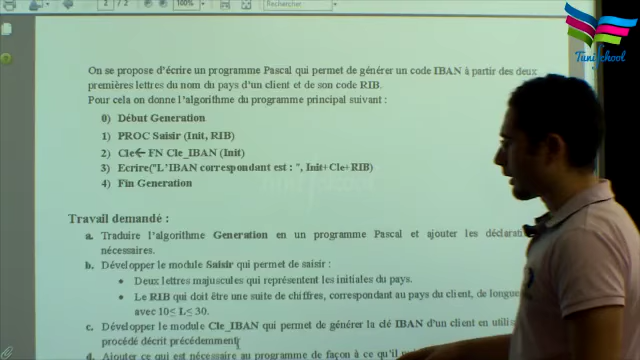 2 / 2
100%
Rechercher
TuniSchool
On se propose d'écrire un programme Pascal qui permet de générer un code IBAN à partir des deux
premières lettres du nom du pays d'un client et de son code RIB.
Pour cela on donne l'algorithme du programme principal suivant :
0) Début Generation
1) PROC Saisir (Init, RIB)
2) Cle← FN Cle_IBAN (Init)
3) Ecrire("L'IBAN correspondant est : ", Init+Cle+RIB)
4) Fin Generation
Travail demandé :
a. Traduire l'algorithme Generation en un programme Pascal et ajouter les
nécessaires.
b. Développer le module Saisir qui permet de saisir :
• Deux lettres majuscules qui représentent les initiales du pays.
• Le RIB qui doit être une suite de chiffres, correspondant au pays du client, de
avec 10≤ L≤ 30.
c. Développer le module Cle_IBAN qui permet de générer la clé IBAN d'un client en
procédé décrit précédemment
d. Ajouter ce qui est nécessaire au programme de façon à ce